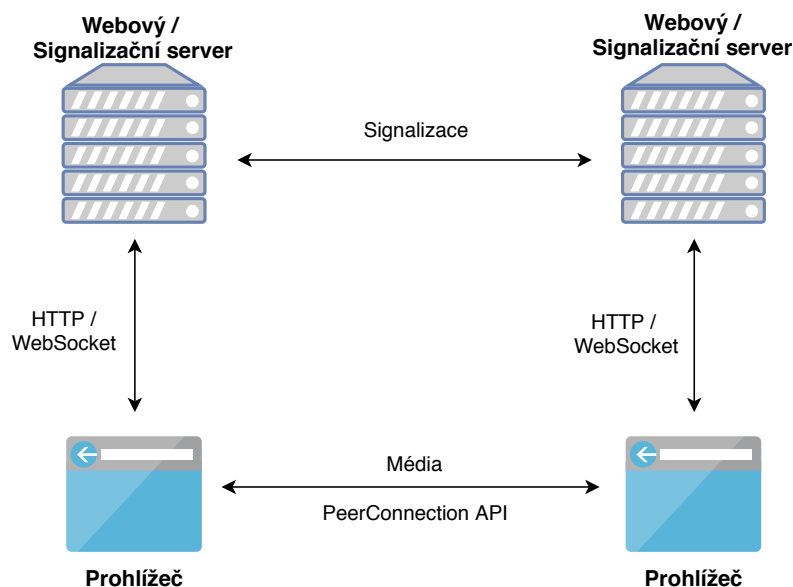 Webový /
Signalizační server
Webový /
Signalizační server
Signalizace
HTTP /
WebSocket
HTTP /
WebSocket
Média
PeerConnection API
Prohlížeč
Prohlížeč